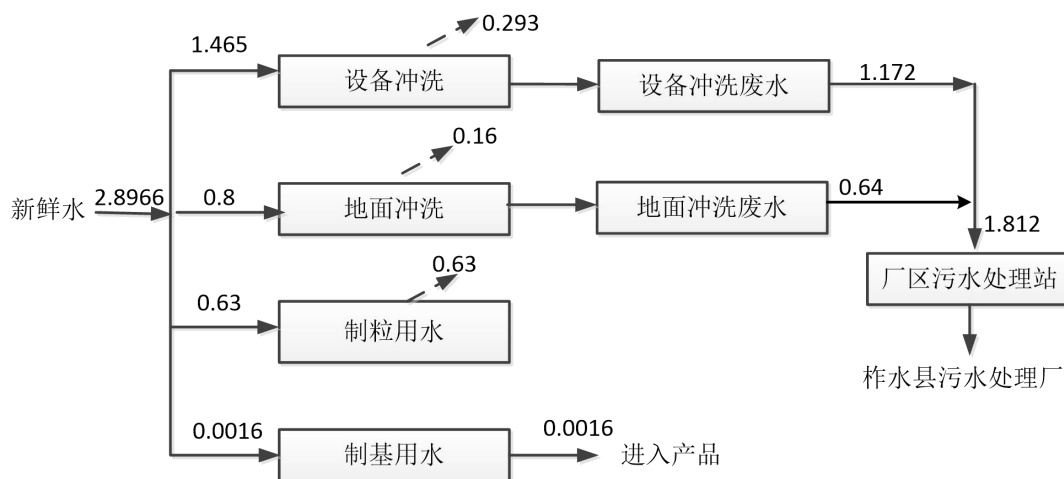 0.293
1.465
设备冲洗
设备冲洗废水
1.172
0.16
新鲜水
2.8966
0.8
地面冲洗
地面冲洗废水
0.64
1.812
厂区污水处理站
0.63
0.63
制粒用水
柞水县污水处理厂
0.0016
制基用水
0.0016
进入产品